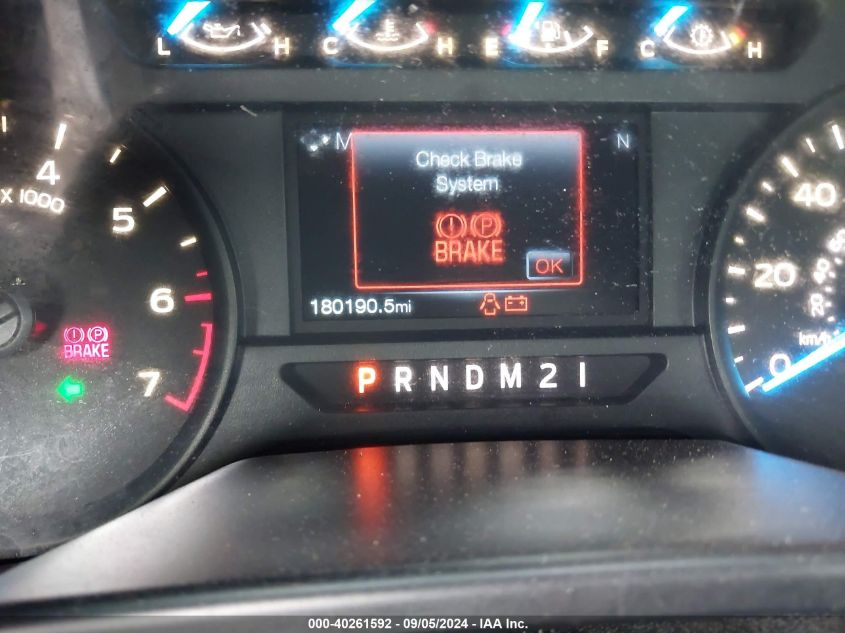 L H C H E F C H
M N
Check Brake
System
BRAKE
OK
180190.5mi
4
X 1000
5
6
7
BRAKE
P R N D M 2 1
40
20
0
km/h
000-40261592 - 09/05/2024 - IAA Inc.